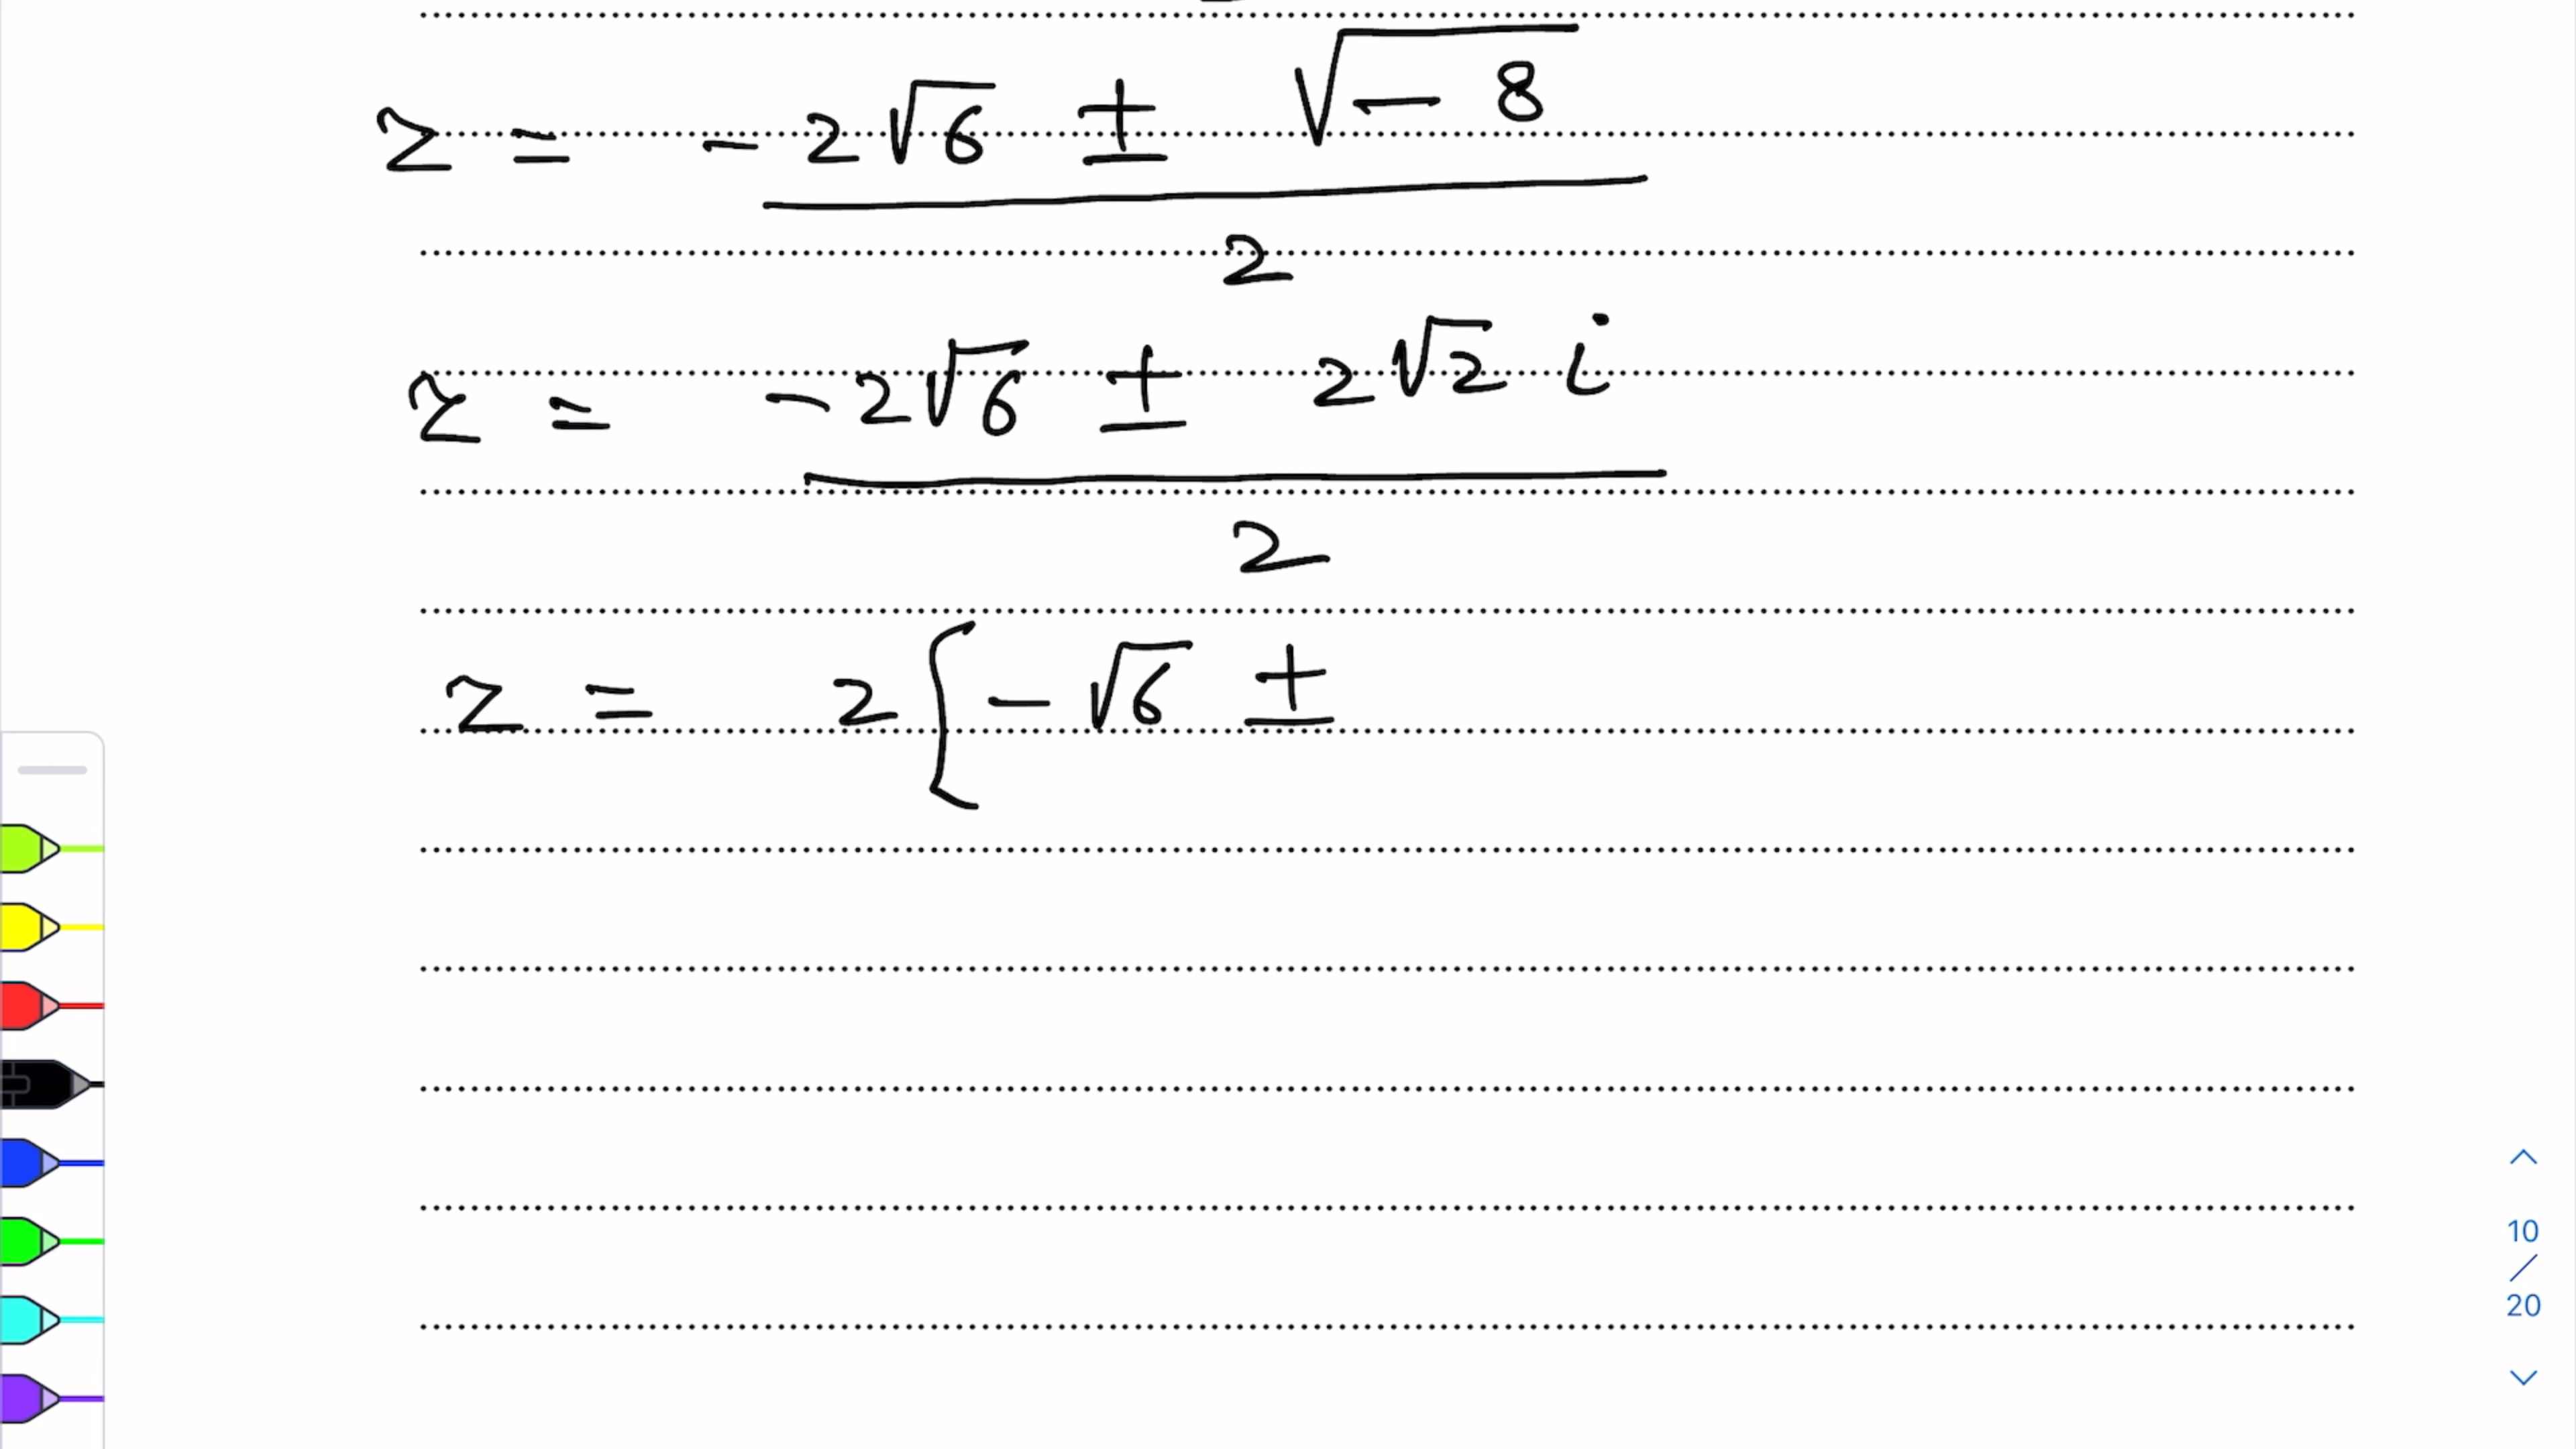 z = -2√6 ± √-8
2
z = -2√6 ± 2√2 i
2
z = 2[-√6 ±
10
/
20